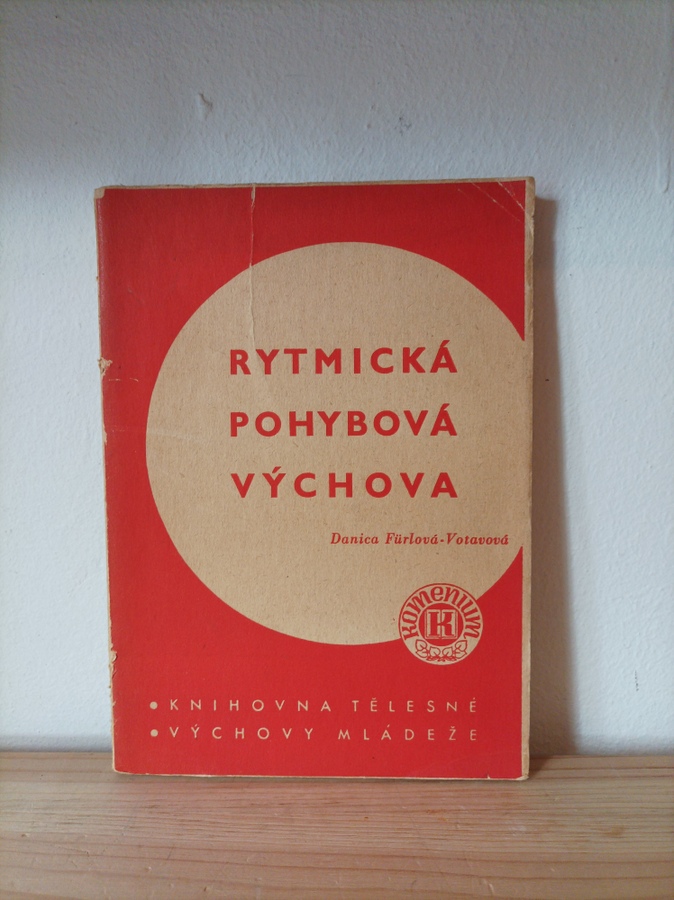 RYTMICKÁ
POHYBOVÁ
VÝCHOVA
Danica Fürlová-Votavová
Komenium
K
• KNIHOVNA TĚLESNÉ
• VÝCHOVY MLÁDEŽE